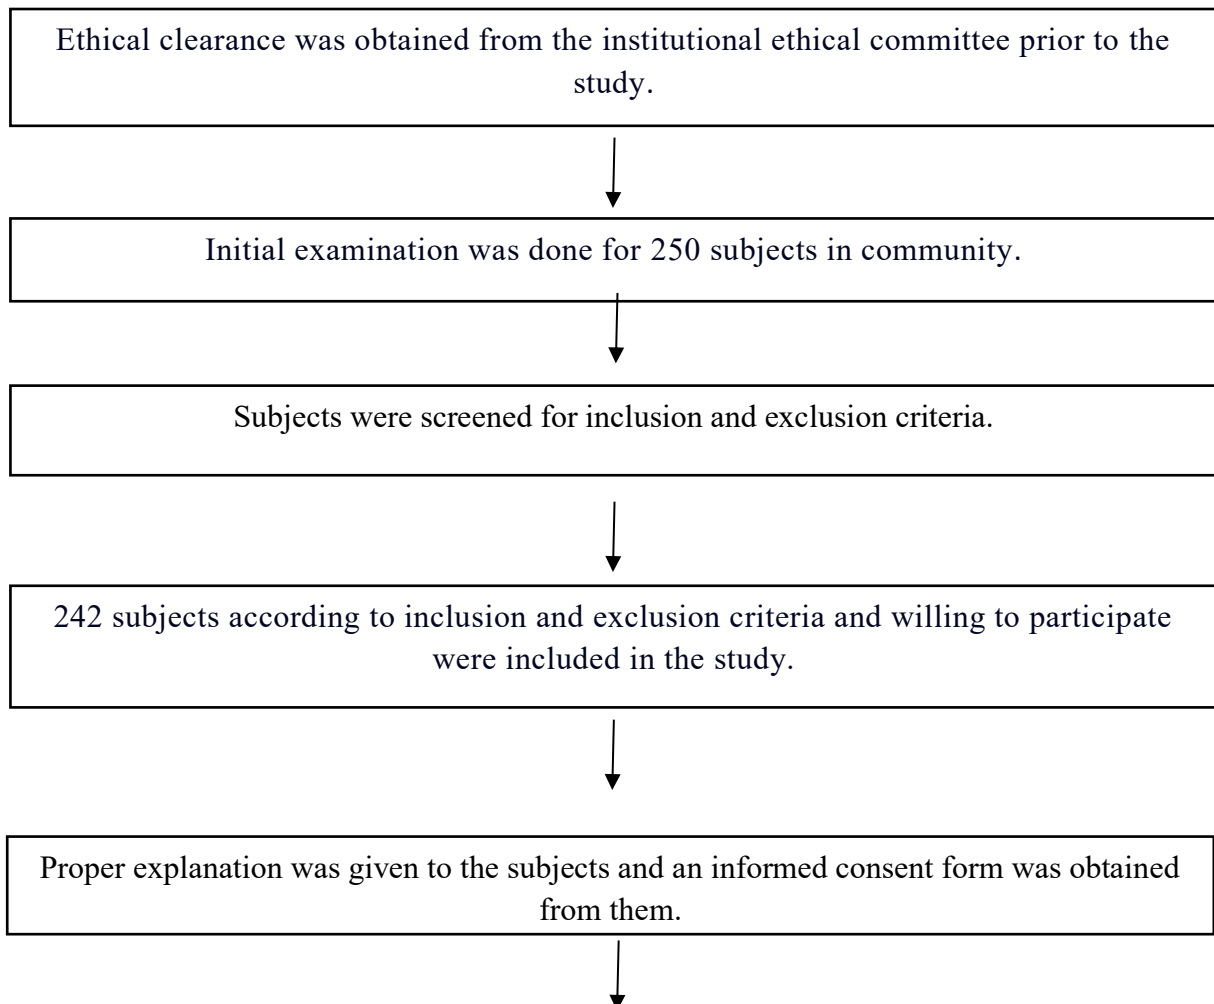 Ethical clearance was obtained from the institutional ethical committee prior to the
study.
Initial examination was done for 250 subjects in community.
Subjects were screened for inclusion and exclusion criteria.
242 subjects according to inclusion and exclusion criteria and willing to participate
were included in the study.
Proper explanation was given to the subjects and an informed consent form was obtained
from them.